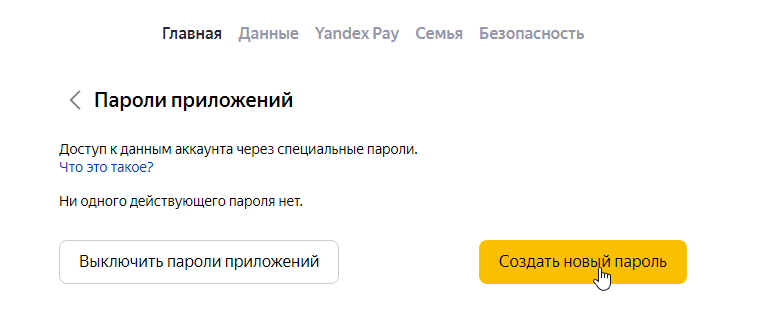 Главная Данные Yandex Pay Семья Безопасность
Пароли приложений
Доступ к данным аккаунта через специальные пароли.
Что это такое?
Ни одного действующего пароля нет.
Выключить пароли приложений Создать новый пароль